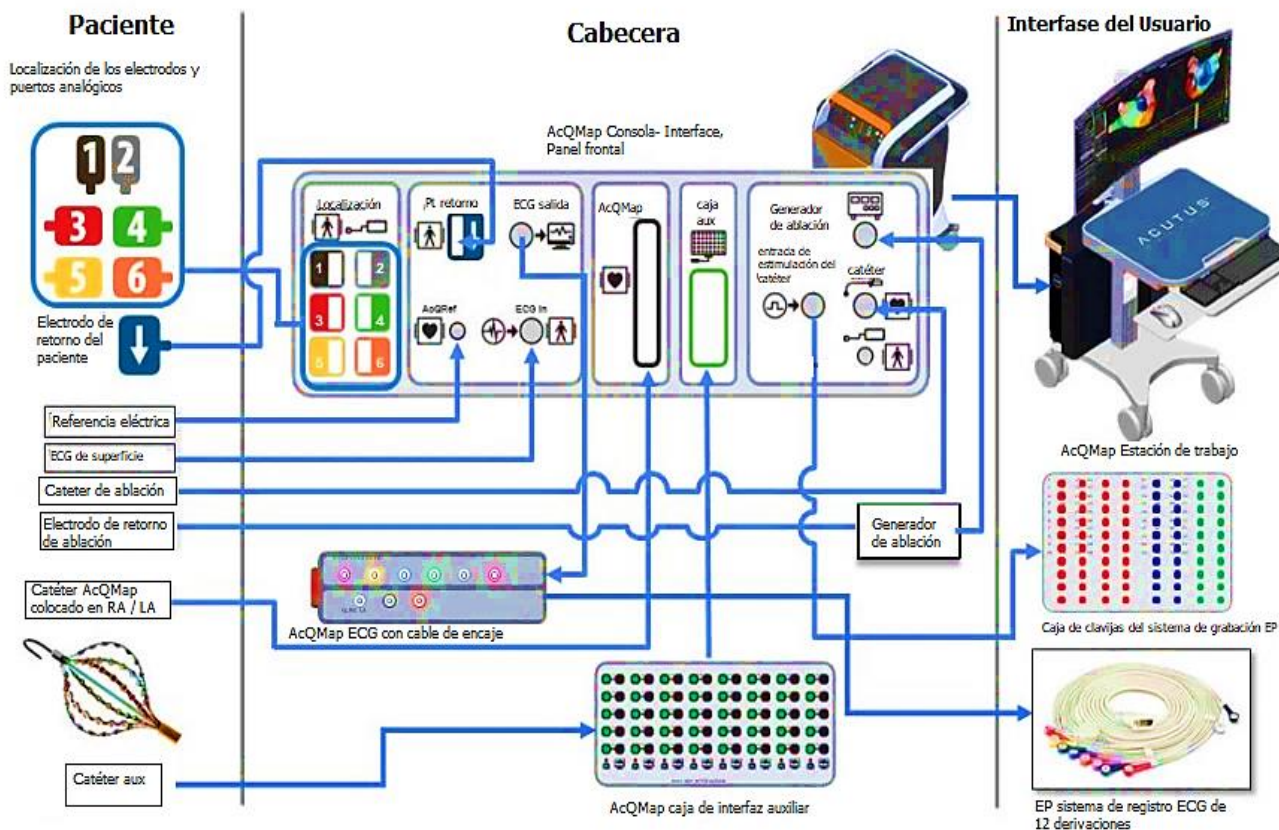 Paciente
Cabecera
Interfase del Usuario
Localización de los electrodos y
puertos analógicos
1
2
3
4
5
6
Electrodo de
retorno del
paciente
AcQMap Consola- Interface,
Panel frontal
Localización
1
2
3
4
5
6
Pt retorno
ECG salida
AcQRef
ECG In
AcQMap
caja
aux
Generador
de ablación
entrada de
estimulación del
catéter
catéter
ACUTUS
AcQMap Estación de trabajo
Referencia eléctrica
ECG de superficie
Cateter de ablación
Electrodo de retorno
de ablación
Generador
de ablación
Catéter AcQMap
colocado en RA / LA
AcQMap ECG con cable de encaje
Caja de clavijas del sistema de grabación EP
Catéter aux
AcQMap caja de interfaz auxiliar
EP sistema de registro ECG de
12 derivaciones